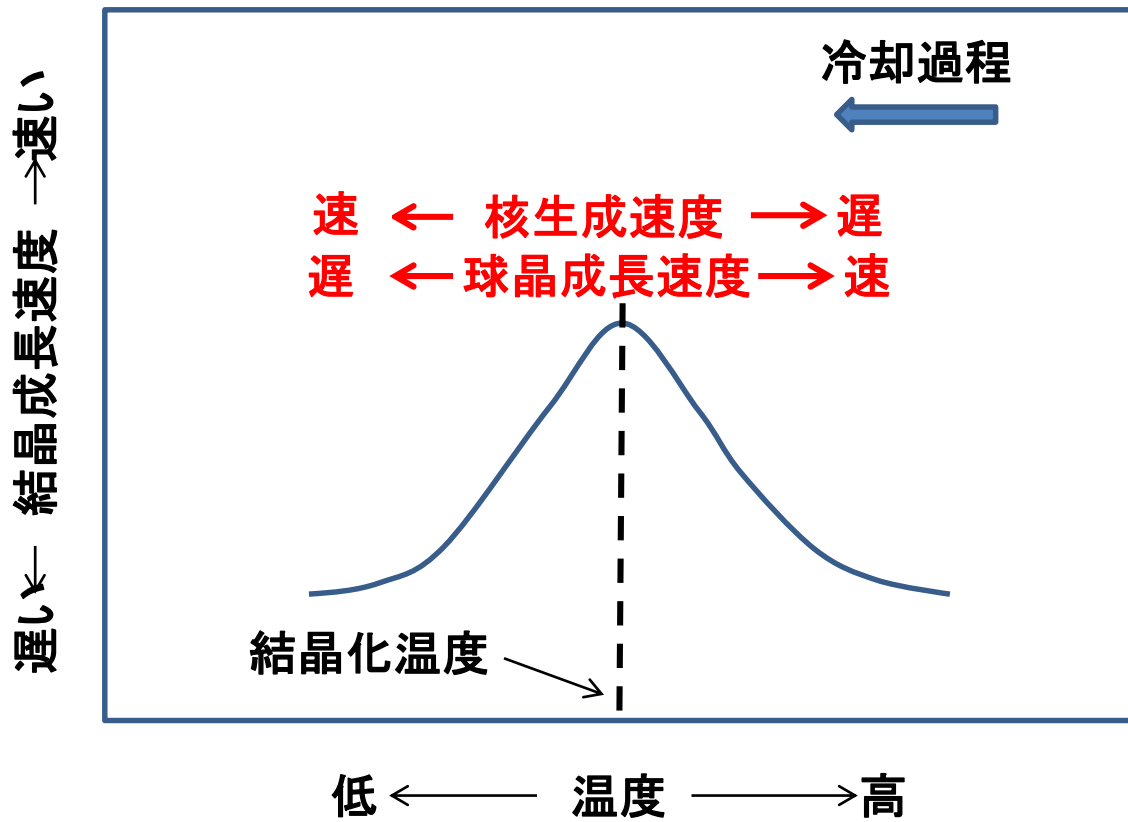 冷却過程
速 ← 核生成速度 → 遅
遅 ← 球晶成長速度 → 速
遅い ← 結晶成長速度 → 速い
結晶化温度
低 ← 温度 → 高